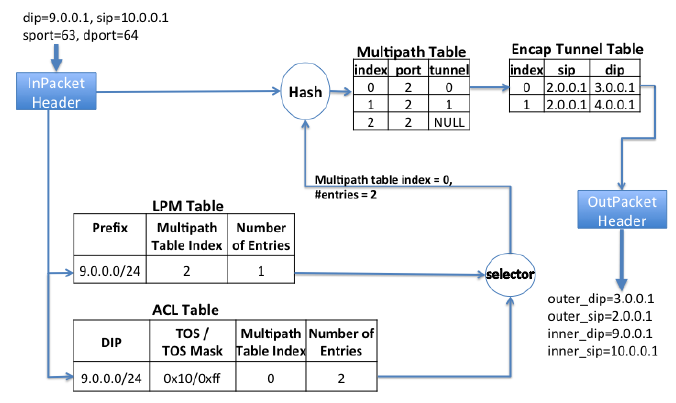 dip=9.0.0.1, sip=10.0.0.1
sport=63, dport=64
InPacket
Header
Hash
Multipath Table
index port tunnel
0 2 0
1 2 1
2 2 NULL
Encap Tunnel Table
index sip dip
0 2.0.0.1 3.0.0.1
1 2.0.0.1 4.0.0.1
Multipath table index = 0,
#entries = 2
OutPacket
Header
LPM Table
Prefix Multipath Table Index Number of Entries
9.0.0.0/24 2 1
selector
outer_dip=3.0.0.1
outer_sip=2.0.0.1
inner_dip=9.0.0.1
inner_sip=10.0.0.1
ACL Table
DIP TOS / TOS Mask Multipath Table Index Number of Entries
9.0.0.0/24 0x10/0xff 0 2